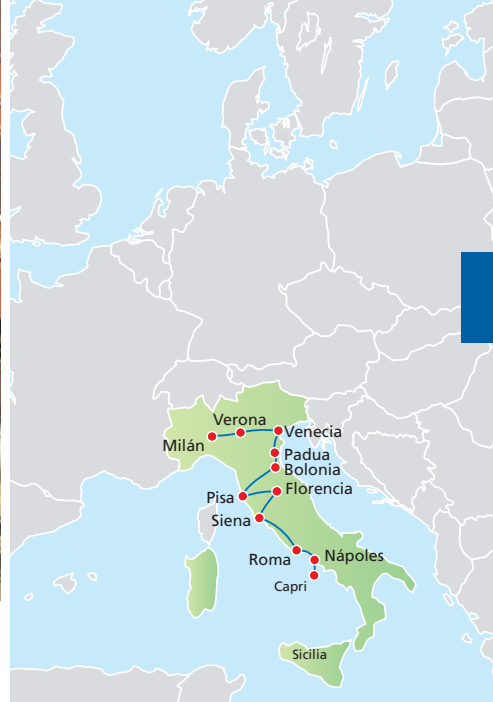 Verona
Venecia
Milán
Padua
Bolonia
Florencia
Pisa
Siena
Roma
Nápoles
Capri
Sicilia